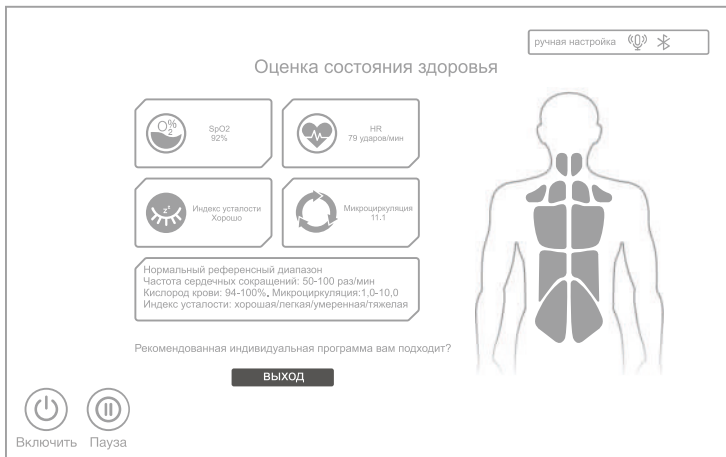 ручная настройка
Оценка состояния здоровья
O2%
SpO2
92%
HR
79 ударов/мин
zz
Индекс усталости
Хорошо
Микроциркуляция
11,1
Нормальный референсный диапазон
Частота сердечных сокращений: 50-100 раз/мин
Кислород крови: 94-100%, Микроциркуляция:1,0-10,0
Индекс усталости: хорошая/легкая/умеренная/тяжелая
Рекомендованная индивидуальная программа вам подходит?
ВЫХОД
Включить
Пауза